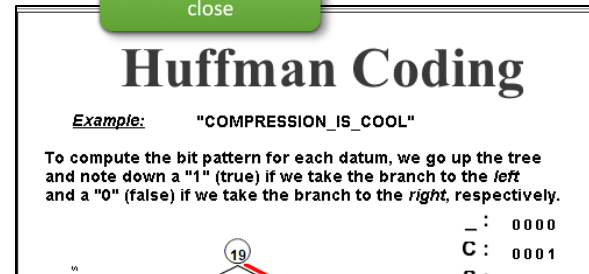 close
Huffman Coding
Example: "COMPRESSION_IS_COOL"
To compute the bit pattern for each datum, we go up the tree
and note down a "1" (true) if we take the branch to the left
and a "0" (false) if we take the branch to the right, respectively.
_ : 0000
C : 0001
19